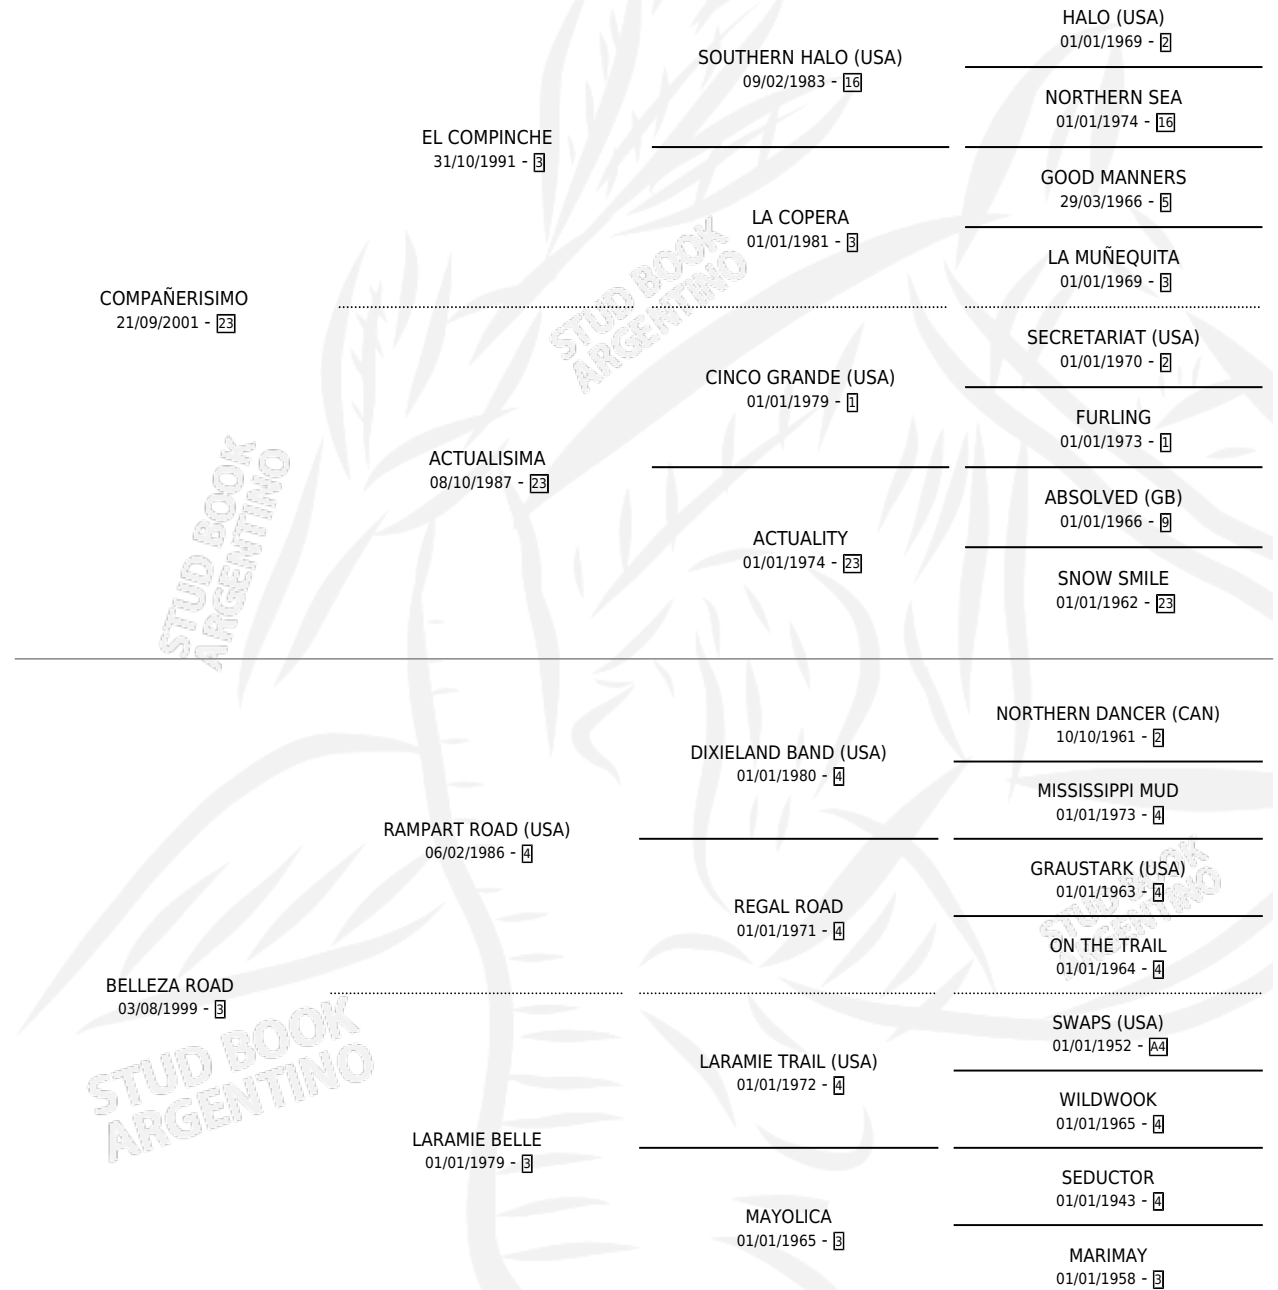 HALO (USA)
01/01/1969 - 2
SOUTHERN HALO (USA)
09/02/1983 - 16
NORTHERN SEA
01/01/1974 - 16
EL COMPINCHE
31/10/1991 - 3
GOOD MANNERS
29/03/1966 - 5
LA COPERA
01/01/1981 - 3
LA MUÑEQUITA
01/01/1969 - 3
COMPAÑERISIMO
21/09/2001 - 23
STUD BOOK
ARGENTINO
SECRETARIAT (USA)
01/01/1970 - 2
CINCO GRANDE (USA)
01/01/1979 - 1
FURLING
01/01/1973 - 1
ACTUALISIMA
08/10/1987 - 23
ABSOLVED (GB)
01/01/1966 - 9
ACTUALITY
01/01/1974 - 23
SNOW SMILE
01/01/1962 - 23
STUD BOOK
ARGENTINO
NORTHERN DANCER (CAN)
10/10/1961 - 2
DIXIELAND BAND (USA)
01/01/1980 - 4
MISSISSIPPI MUD
01/01/1973 - 4
RAMPART ROAD (USA)
06/02/1986 - 4
GRAUSTARK (USA)
01/01/1963 - 4
REGAL ROAD
01/01/1971 - 4
STUD BOOK
ARGENTINO
ON THE TRAIL
01/01/1964 - 4
BELLEZA ROAD
03/08/1999 - 3
SWAPS (USA)
01/01/1952 - A4
LARAMIE TRAIL (USA)
01/01/1972 - 4
STUD BOOK
ARGENTINO
WILDWOOK
01/01/1965 - 4
LARAMIE BELLE
01/01/1979 - 3
SEDUCTOR
01/01/1943 - 4
MAYOLICA
01/01/1965 - 3
MARIMAY
01/01/1958 - 3